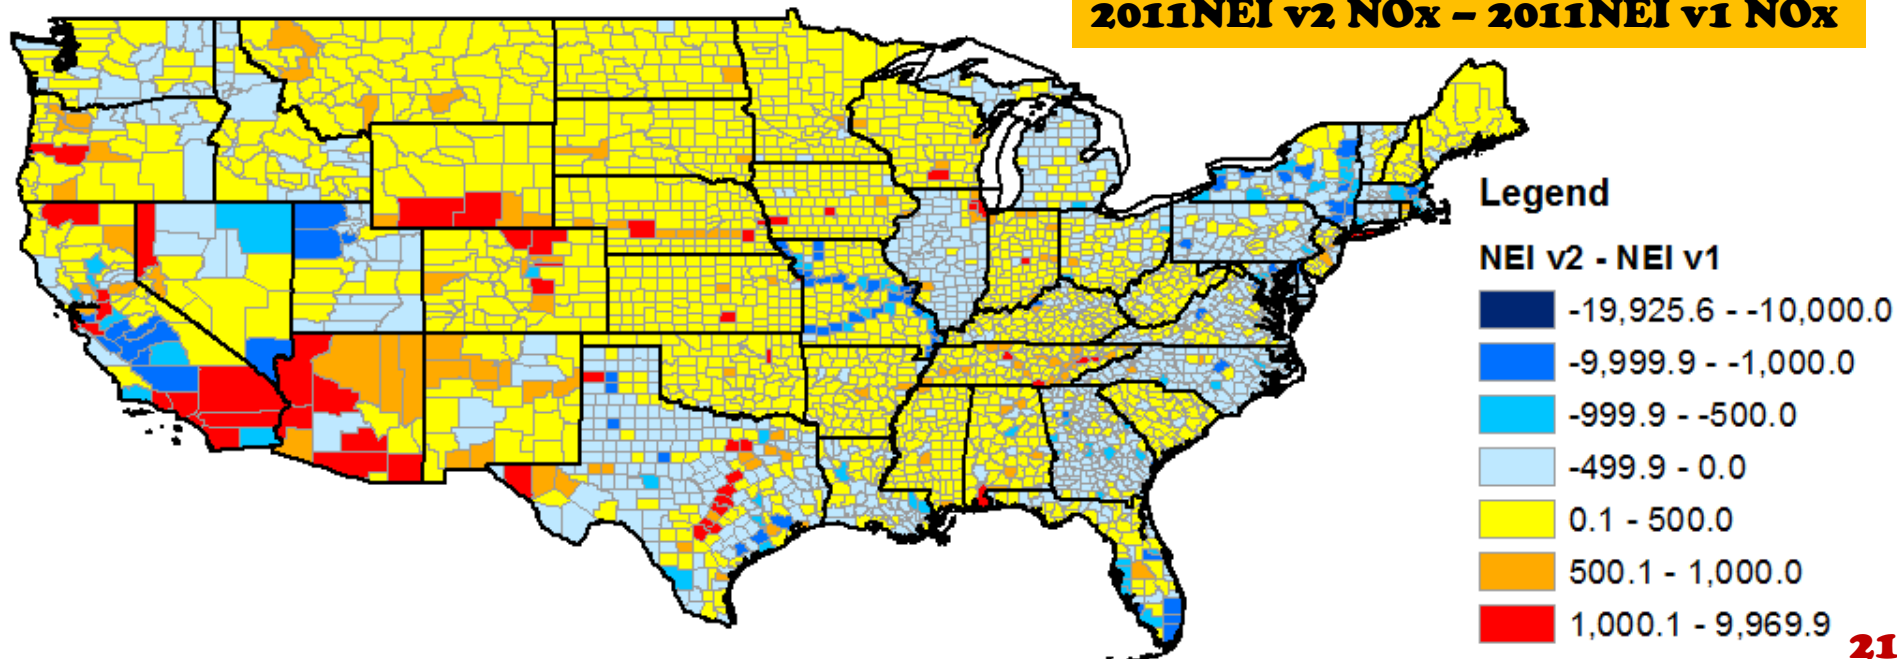 2011NEI v2 NOx – 2011NEI v1 NOx
Legend
NEI v2 - NEI v1
-19,925.6 - -10,000.0
-9,999.9 - -1,000.0
-999.9 - -500.0
-499.9 - 0.0
0.1 - 500.0
500.1 - 1,000.0
1,000.1 - 9,969.9
21